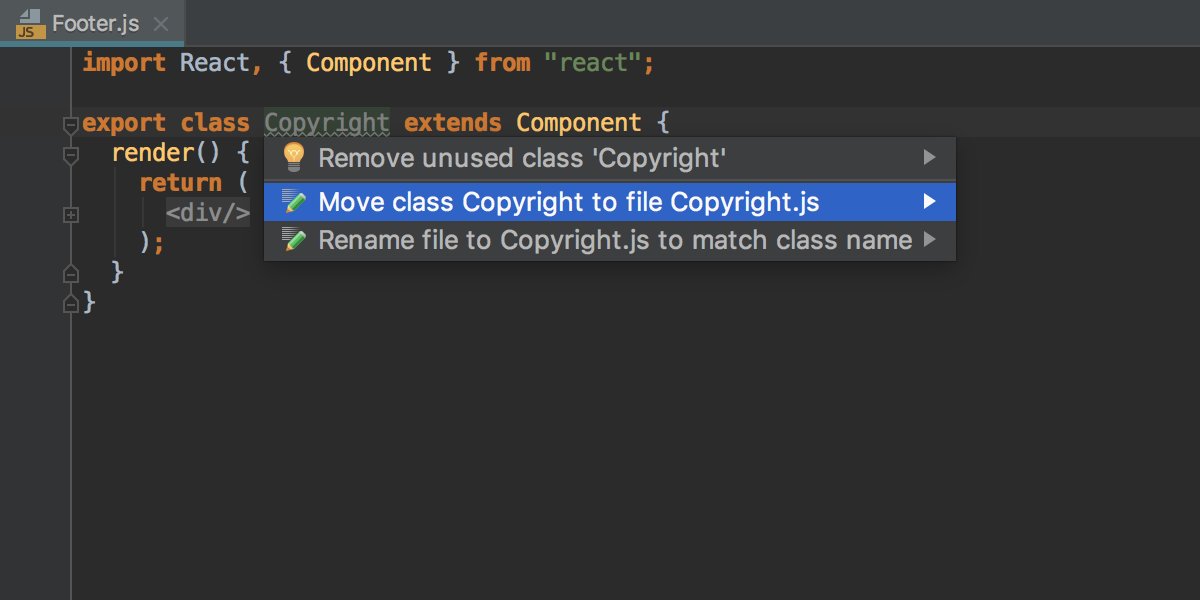 JS Footer.js
import React, { Component } from "react";
export class Copyright extends Component {
render() {
return (
<div/>
);
}
}
Remove unused class 'Copyright'
Move class Copyright to file Copyright.js
Rename file to Copyright.js to match class name